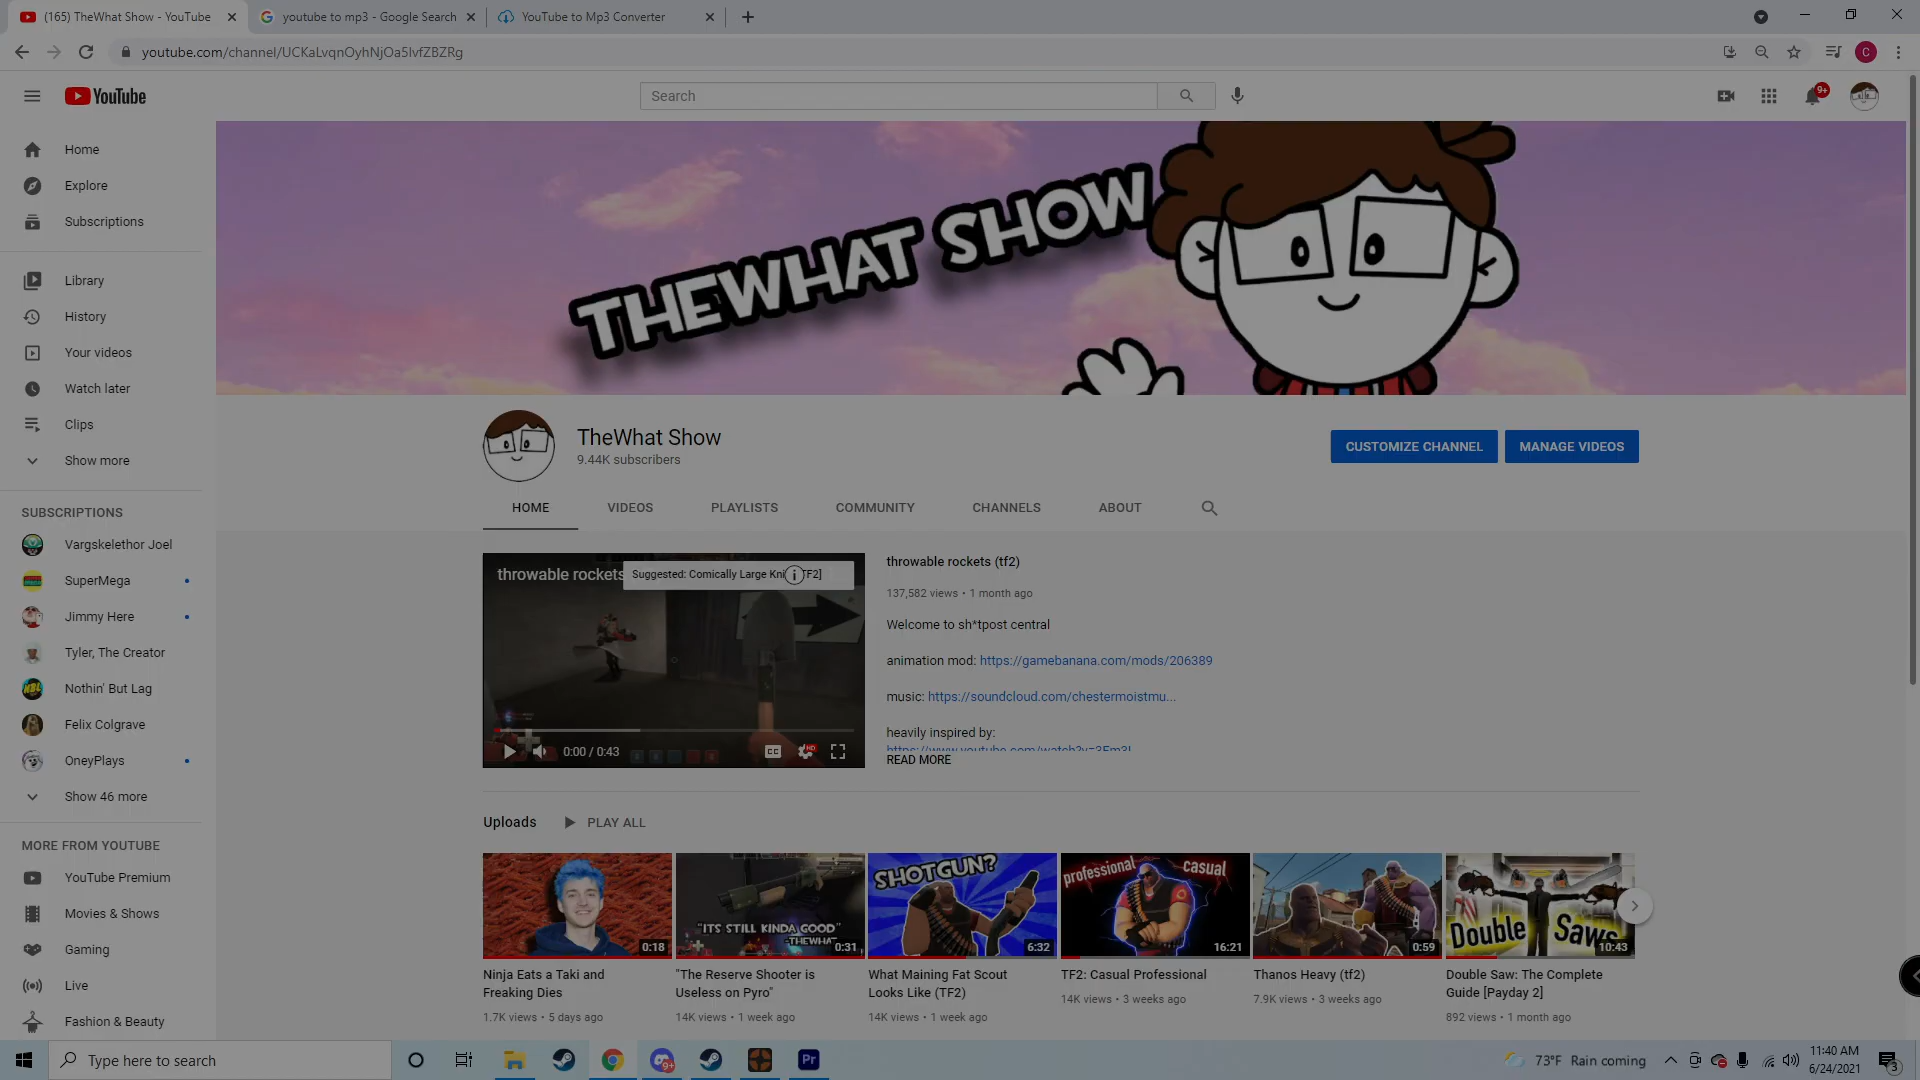 (165) TheWhat Show - YouTube
youtube to mp3 - Google Search
YouTube to Mp3 Converter
youtube.com/channel/UCKaLvqnOyhNjOa5lvfZBZRg
C
YouTube
Search
9+
Home
Explore
Subscriptions
Library
History
Your videos
Watch later
Clips
Show more
SUBSCRIPTIONS
Vargskelethor Joel
SuperMega
Jimmy Here
Tyler, The Creator
Nothin' But Lag
Felix Colgrave
OneyPlays
Show 46 more
MORE FROM YOUTUBE
YouTube Premium
Movies & Shows
Gaming
Live
Fashion & Beauty
THEWHAT SHOW
TheWhat Show
9.44K subscribers
CUSTOMIZE CHANNEL
MANAGE VIDEOS
HOME
VIDEOS
PLAYLISTS
COMMUNITY
CHANNELS
ABOUT
throwable rockets
Suggested: Comically Large Kni TF2]
0:00 / 0:43
CC
HD
throwable rockets (tf2)
137,582 views • 1 month ago
Welcome to sh*tpost central
animation mod: https://gamebanana.com/mods/206389
music: https://soundcloud.com/chestermoistmu...
heavily inspired by:
READ MORE
Uploads
PLAY ALL
0:18
Ninja Eats a Taki and
Freaking Dies
1.7K views • 5 days ago
"ITS STILL KINDA GOOD"
-THEWHAT
0:31
"The Reserve Shooter is
Useless on Pyro"
14K views • 1 week ago
SHOTGUN?
6:32
What Maining Fat Scout
Looks Like (TF2)
14K views • 1 week ago
professional
casual
16:21
TF2: Casual Professional
14K views • 3 weeks ago
0:59
Thanos Heavy (tf2)
7.9K views • 3 weeks ago
Double Saws
10:43
Double Saw: The Complete
Guide [Payday 2]
892 views • 1 month ago
Type here to search
9+
Pr
73°F Rain coming
11:40 AM
6/24/2021
3